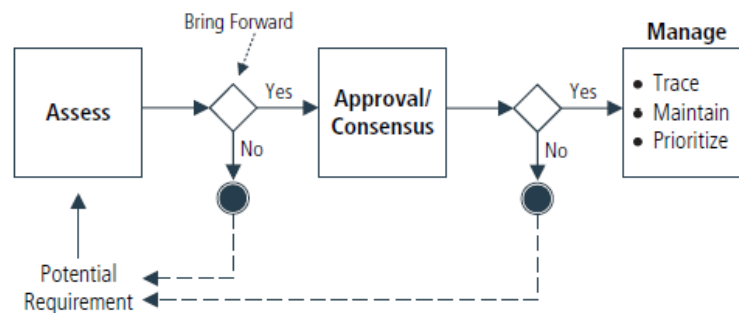 Bring Forward
Manage
Assess
Yes
Approval/
Consensus
Yes
• Trace
• Maintain
• Prioritize
No
No
Potential
Requirement